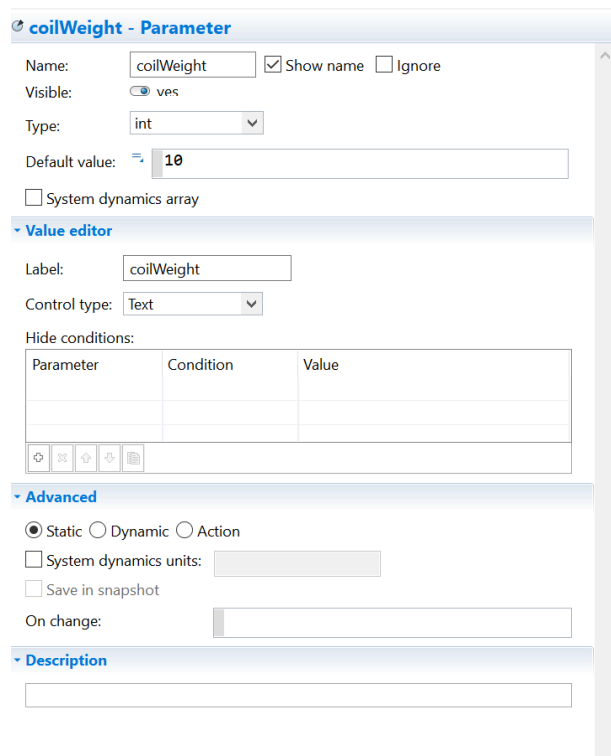 coilWeight - Parameter
Name: coilWeight Show name Ignore
Visible: yes
Type: int
Default value: 10
System dynamics array
Value editor
Label: coilWeight
Control type: Text
Hide conditions:
Parameter Condition Value
Advanced
Static Dynamic Action
System dynamics units:
Save in snapshot
On change:
Description